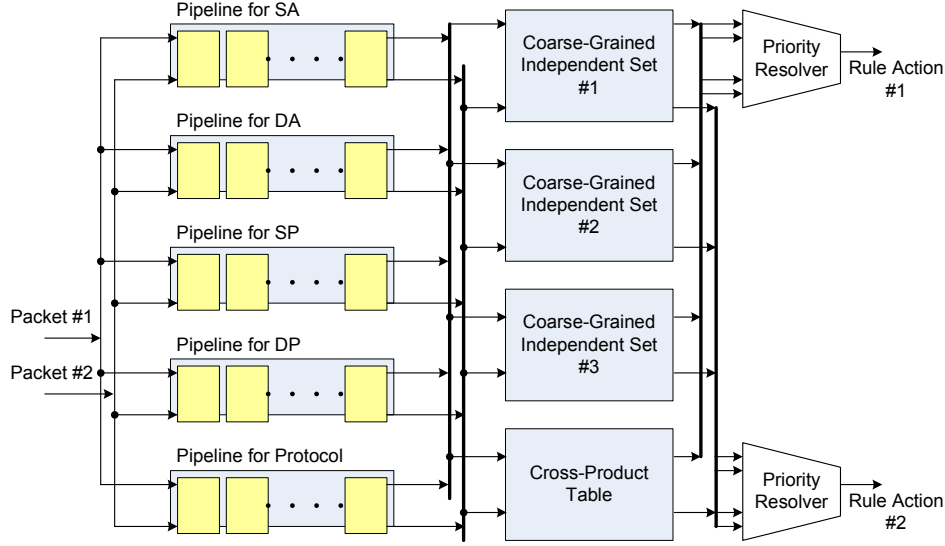 Pipeline for SA
Pipeline for DA
Pipeline for SP
Pipeline for DP
Pipeline for Protocol
Packet #1
Packet #2
Coarse-Grained
Independent Set
#1
Coarse-Grained
Independent Set
#2
Coarse-Grained
Independent Set
#3
Cross-Product
Table
Priority
Resolver
Rule Action
#1
Priority
Resolver
Rule Action
#2